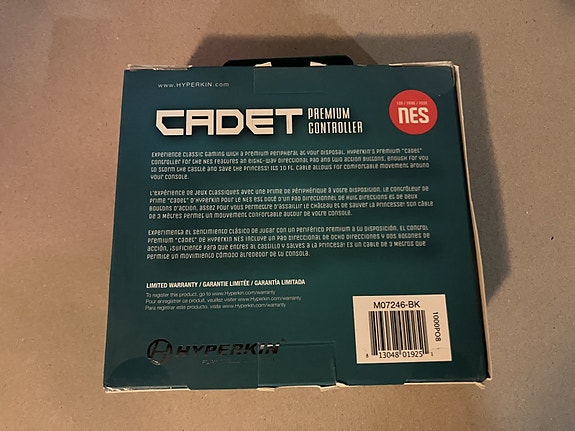 www.HYPERKIN.com
CADET PREMIUM CONTROLLER
FOR / POUR / PARA
NES
Experience classic gaming with a premium peripheral at your disposal. Hyperkin's premium "Cadet"
controller for the NES features an eight-way directional pad and two action buttons, enough for you
to storm the castle and save the princess! Its 10 ft. cable allows for comfortable movement around
your console.
L'expérience de jeux classiques avec une prime de périphérique à votre disposition. Le contrôleur de
Prime "Cadet" d'Hyperkin pour le NES est doté d'un pad directionnel de huit directions et de deux
boutons d'action, assez pour vous permettre d'assaillir le château et de sauver la princesse! Son câble
de 3 mètres permet un mouvement confortable autour de votre console.
Experimenta el sentimiento clásico de jugar con un periférico premium a tu disposición. El control
premium "Cadet" de Hyperkin NES incluye un pad direccional de ocho direcciones y dos botones de
acción, ¡suficiente para que entres al castillo y salves a la princesa! Es un cable de 3 metros que
permite un movimiento cómodo alrededor de tu consola.
LIMITED WARRANTY / GARANTIE LIMITÉE / GARANTÍA LIMITADA
To register the product, go to www.Hyperkin.com/warranty
Pour enregistrer ce produit, veuillez visiter www.Hyperkin.com/warranty
Para registrar este producto, visita www.Hyperkin.com/warranty
HYPERKIN
M07246-BK
8 13048 01925 1
1000PO8